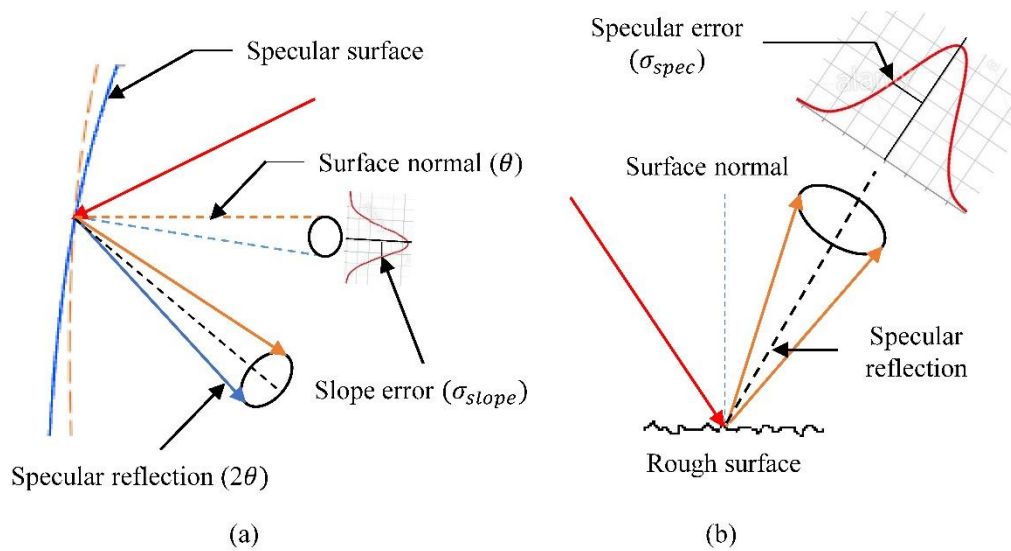 Specular surface
Surface normal (θ)
Slope error (σ_slope)
Specular reflection (2θ)
(a)
Specular error
(σ_spec)
Surface normal
Specular
reflection
Rough surface
(b)